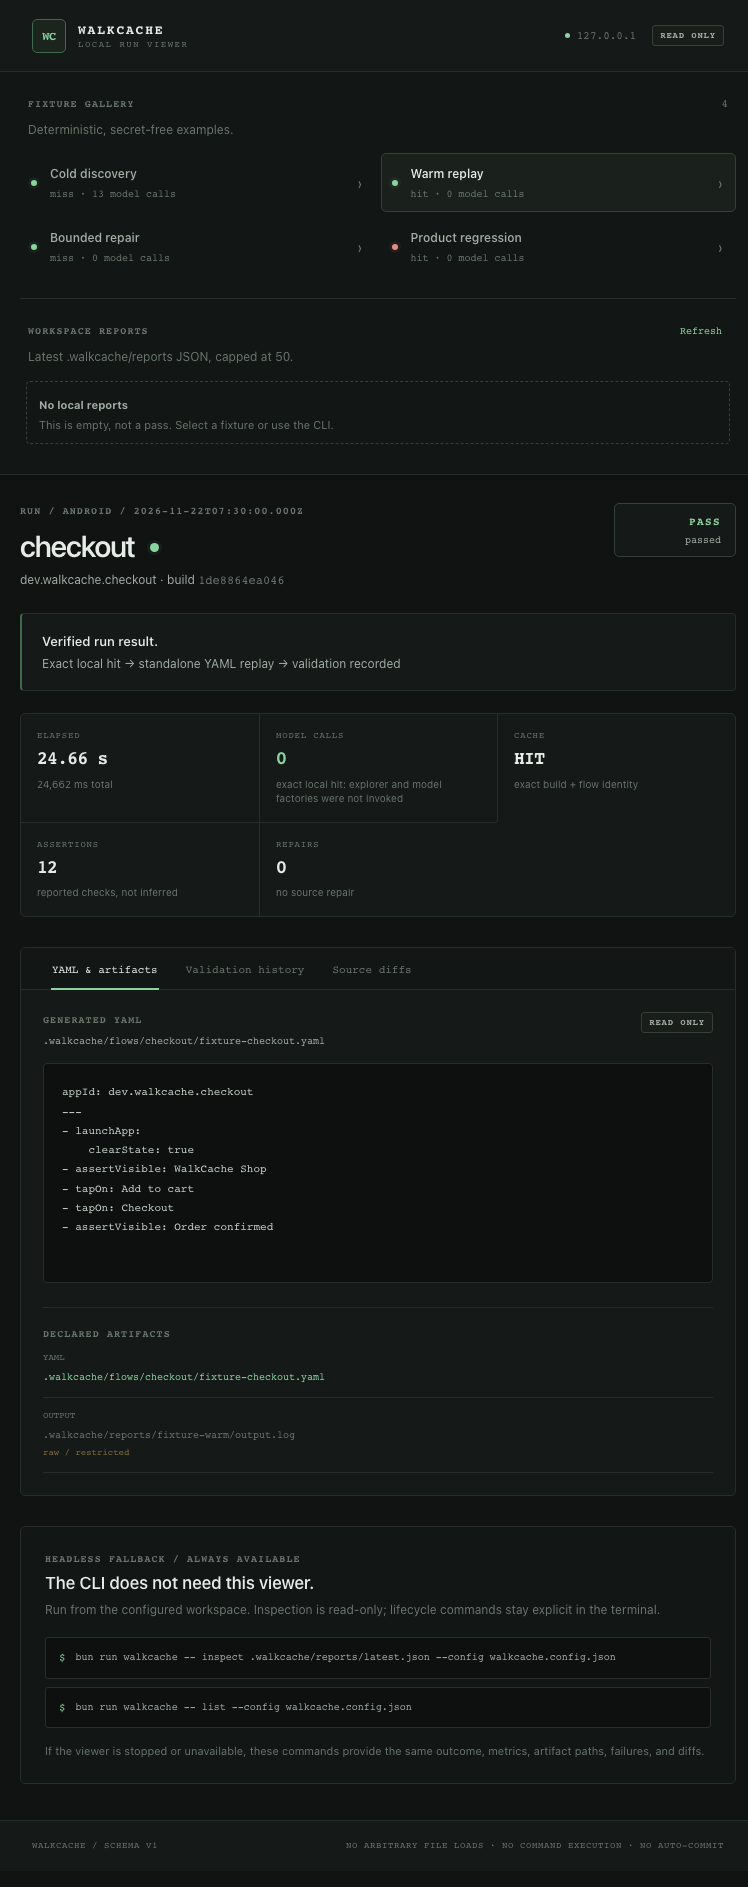 WC
WALKCACHE
LOCAL RUN VIEWER
127.0.0.1
READ ONLY
FIXTURE GALLERY
4
Deterministic, secret-free examples.
Cold discovery
miss · 13 model calls
›
Warm replay
hit · 0 model calls
›
Bounded repair
miss · 0 model calls
›
Product regression
hit · 0 model calls
›
WORKSPACE REPORTS
Refresh
Latest .walkcache/reports JSON, capped at 50.
No local reports
This is empty, not a pass. Select a fixture or use the CLI.
RUN / ANDROID / 2026-11-22T07:30:00.000Z
checkout
dev.walkcache.checkout · build 1de8864ea046
PASS
passed
Verified run result.
Exact local hit → standalone YAML replay → validation recorded
ELAPSED
24.66 s
24,662 ms total
MODEL CALLS
0
exact local hit: explorer and model
factories were not invoked
CACHE
HIT
exact build + flow identity
ASSERTIONS
12
reported checks, not inferred
REPAIRS
0
no source repair
YAML & artifacts
Validation history
Source diffs
GENERATED YAML
.walkcache/flows/checkout/fixture-checkout.yaml
READ ONLY
appId: dev.walkcache.checkout
---
- launchApp:
    clearState: true
- assertVisible: WalkCache Shop
- tapOn: Add to cart
- tapOn: Checkout
- assertVisible: Order confirmed
DECLARED ARTIFACTS
YAML
.walkcache/flows/checkout/fixture-checkout.yaml
OUTPUT
.walkcache/reports/fixture-warm/output.log
raw / restricted
HEADLESS FALLBACK / ALWAYS AVAILABLE
The CLI does not need this viewer.
Run from the configured workspace. Inspection is read-only; lifecycle commands stay explicit in the terminal.
$ bun run walkcache -- inspect .walkcache/reports/latest.json --config walkcache.config.json
$ bun run walkcache -- list --config walkcache.config.json
If the viewer is stopped or unavailable, these commands provide the same outcome, metrics, artifact paths, failures, and diffs.
WALKCACHE / SCHEMA V1
NO ARBITRARY FILE LOADS · NO COMMAND EXECUTION · NO AUTO-COMMIT